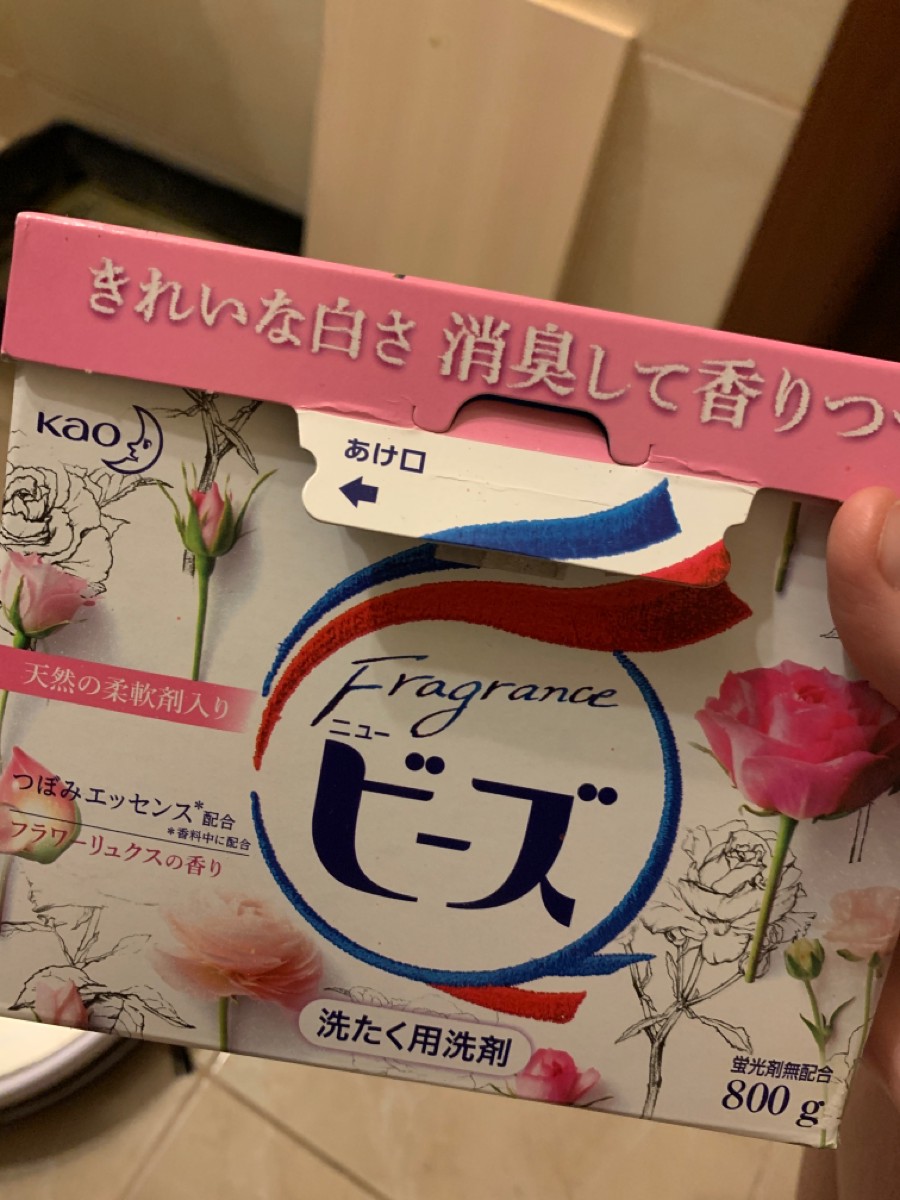 きれいな白さ 消臭して香りつ
Kao
あけ口
Fragrance
ニュー
ビーズ
天然の柔軟剤入り
つぼみエッセンス*配合
*香料中に配合
フラワーリュクスの香り
洗たく用洗剤
蛍光剤無配合
800 g